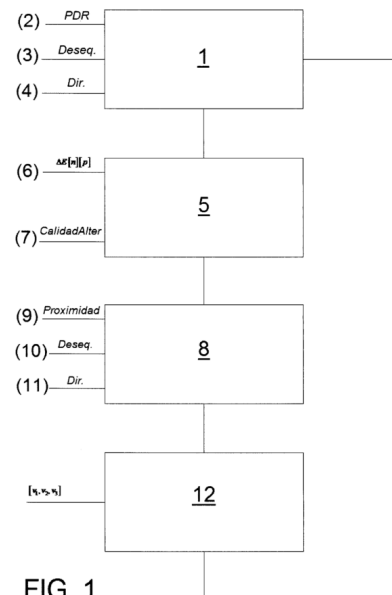 (2) PDR
1
(3) Deseq.
(4) Dir.
(6) ΔE[n][p]
5
(7) CalidadAlter
(9) Proximidad
8
(10) Deseq.
(11) Dir.
[v₁, v₂, v₃]
12
FIG. 1